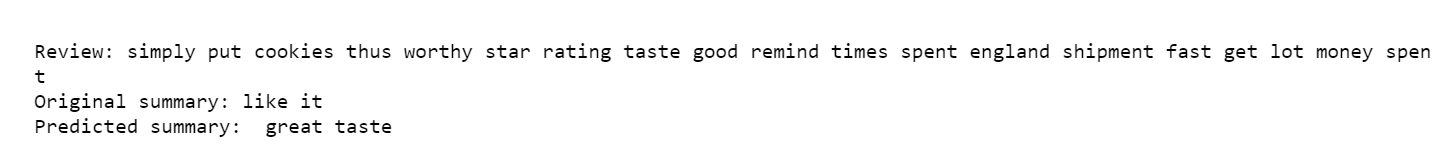 Review: simply put cookies thus worthy star rating taste good remind times spent england shipment fast get lot money spen
t
Original summary: like it
Predicted summary:  great taste